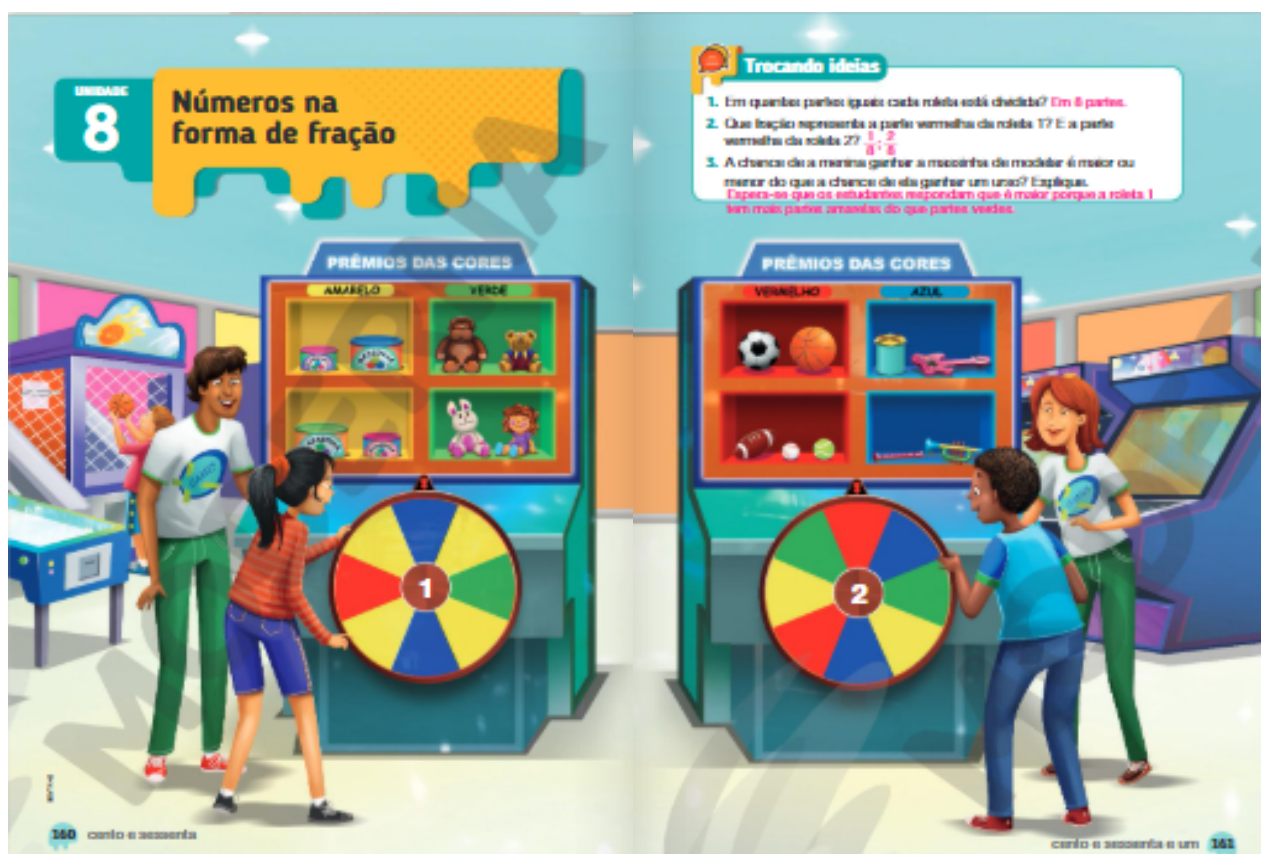 UNIDADE
8
Números na
forma de fração
PRÊMIOS DAS CORES
AMARELO VERDE
MASSINHA
MASSINHA
1
160 cento e sessenta
Trocando ideias
1. Em quantas partes iguais cada roleta está dividida? Em 8 partes.
2. Que fração representa a parte vermelha da roleta 1? E a parte
vermelha da roleta 2? 1/8; 2/8
3. A chance de a menina ganhar a massinha de modelar é maior ou
menor do que a chance de ela ganhar um urso? Explique.
Espera-se que os estudantes respondam que é maior porque a roleta 1
tem mais partes amarelas do que partes verdes.
PRÊMIOS DAS CORES
VERMELHO AZUL
2
cento e sessenta e um 161